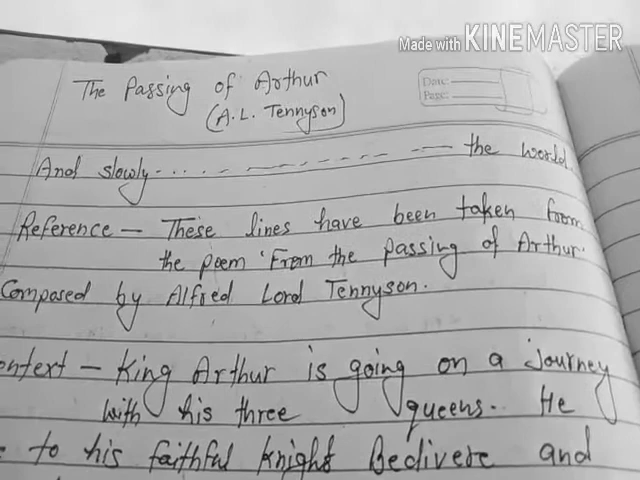 Made with KINEMASTER
The Passing of Arthur
(A.L. Tennyson)
Date:
Page:
And slowly..... - - - - - - - - - the world
Reference – These lines have been taken from
the poem 'From the passing of Arthur.
Composed by Alfred Lord Tennyson.
ontext – King Arthur is going on a journey
with his three queens. He
to his faithful knight Bedivere and